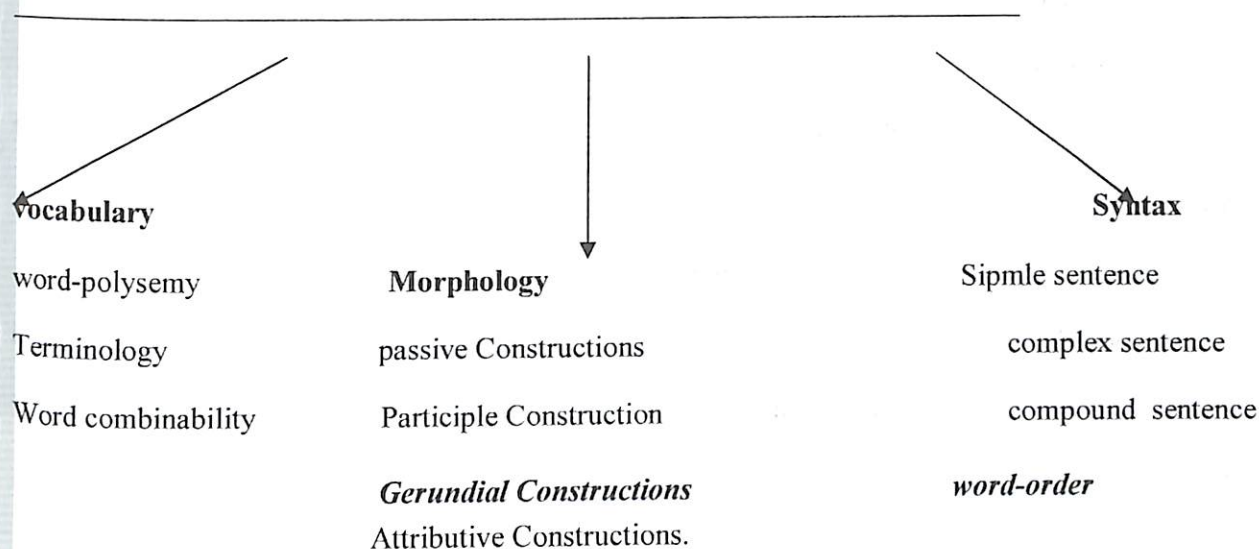 vocabulary
word-polysemy
Terminology
Word combinability
Morphology
passive Constructions
Participle Construction
Gerundial Constructions
Attributive Constructions.
Syntax
Sipmle sentence
complex sentence
compound sentence
word-order